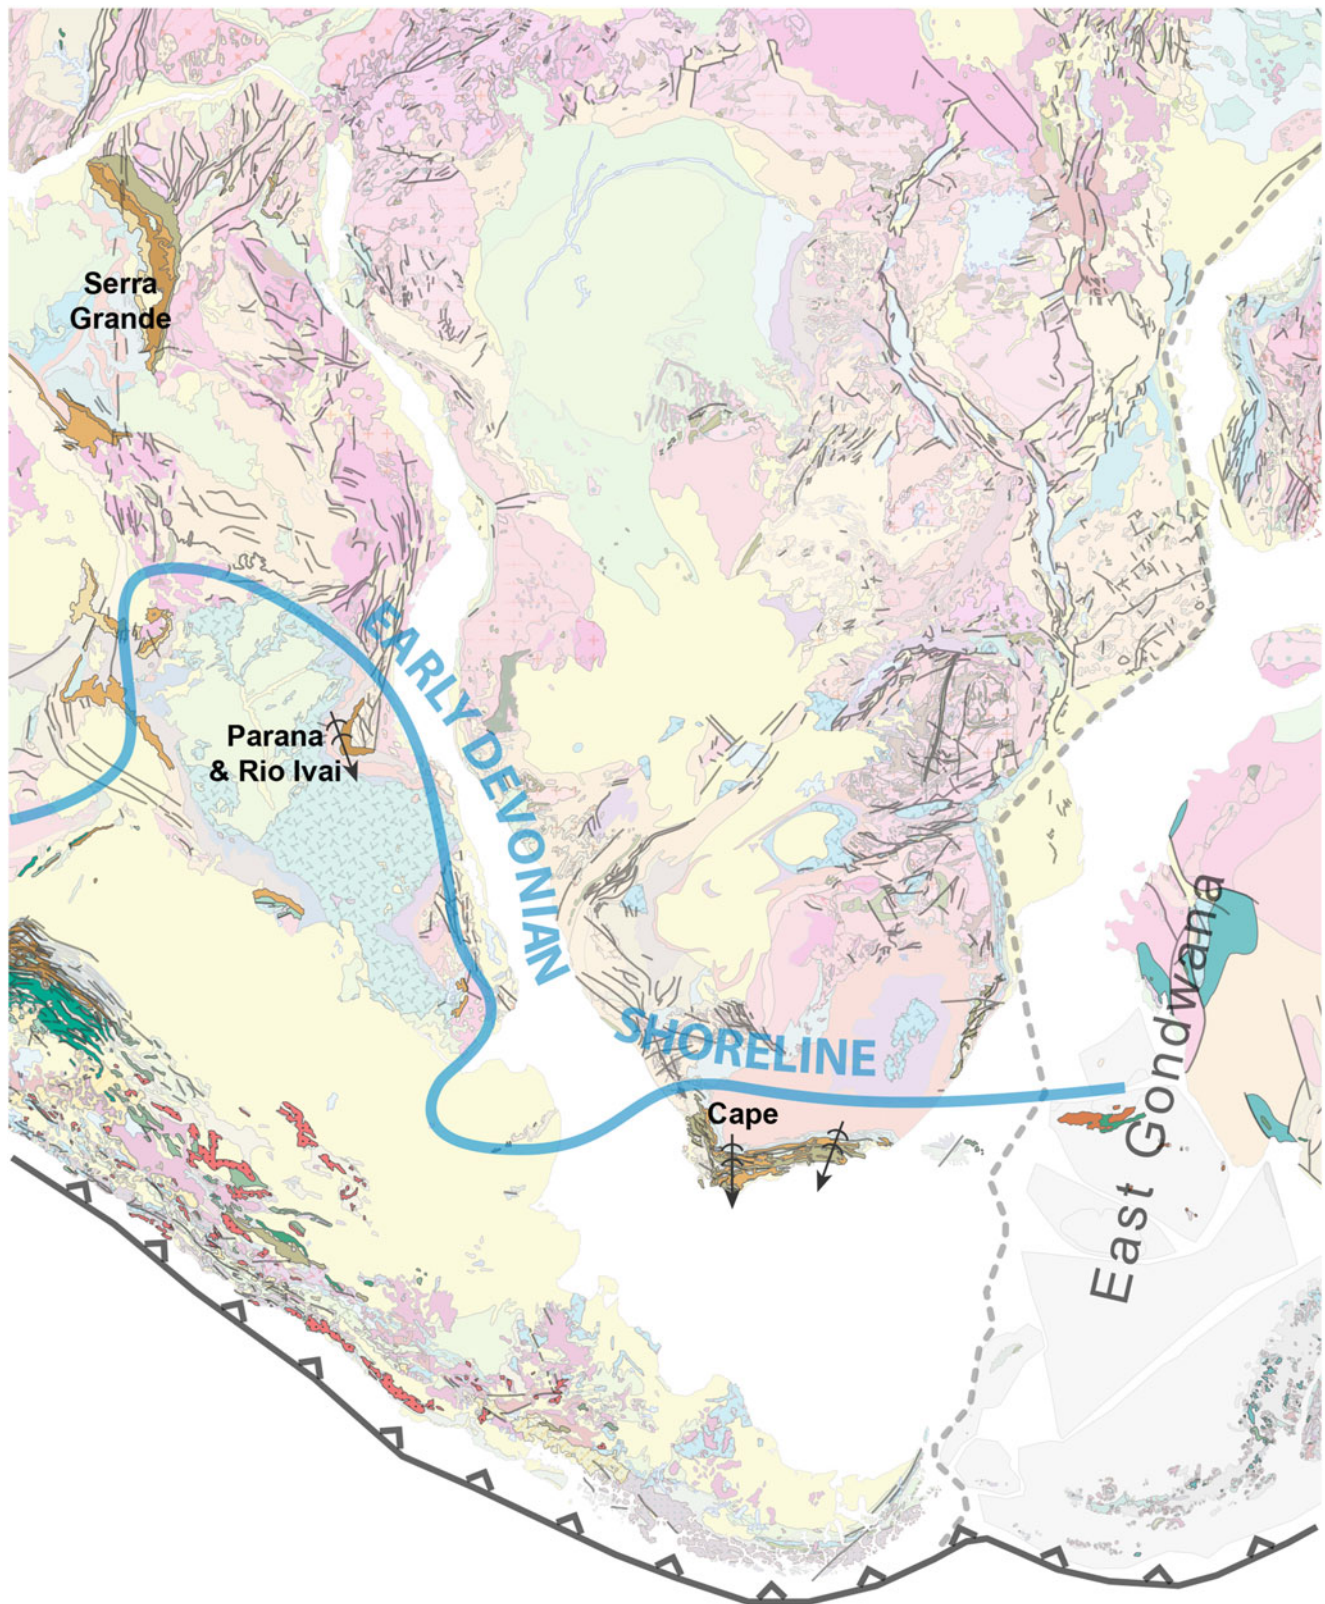 Serra
Grande
EARLY DEVONIAN
Parana
& Rio Ivai
SHORELINE
Cape
East Gondwana